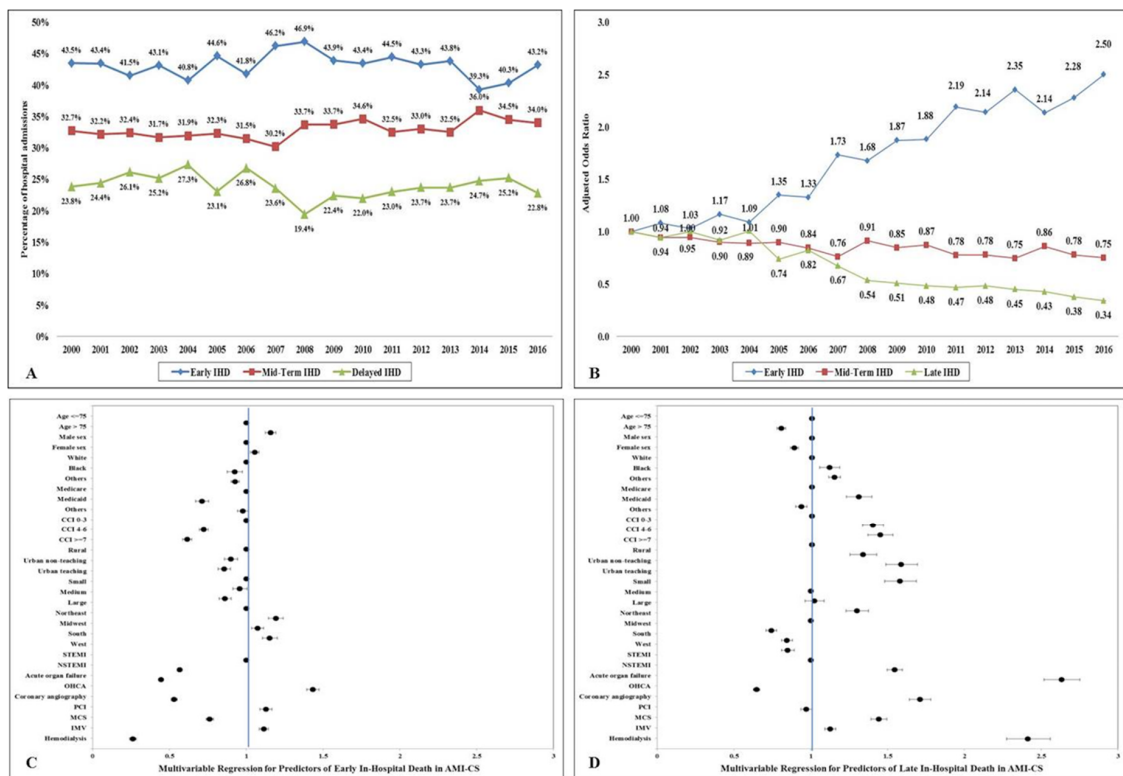 Percentage of hospital admissions
50%
45%
40%
35%
30%
25%
20%
15%
10%
5%
0%
43.5% 43.4% 41.5% 43.1% 40.8% 44.6% 41.8% 46.2% 46.9% 43.9% 43.4% 44.5% 43.3% 43.8% 39.3% 40.3% 43.2%
32.7% 32.2% 32.4% 31.7% 31.9% 32.3% 31.5% 30.2% 33.7% 33.7% 34.6% 32.5% 33.0% 32.5% 36.0% 34.5% 34.0%
23.8% 24.4% 26.1% 25.2% 27.3% 23.1% 26.8% 23.6% 19.4% 22.4% 22.0% 23.0% 23.7% 23.7% 24.7% 25.2% 22.8%
2000 2001 2002 2003 2004 2005 2006 2007 2008 2009 2010 2011 2012 2013 2014 2015 2016
A
Early IHD Mid-Term IHD Delayed IHD
Adjusted Odds Ratio
3.0
2.5
2.0
1.5
1.0
0.5
0.0
1.00 1.08 1.03 1.17 1.09 1.35 1.33 1.73 1.68 1.87 1.88 2.19 2.14 2.35 2.14 2.28 2.50
0.94 0.95 0.90 0.89 0.90 0.84 0.76 0.91 0.85 0.87 0.78 0.78 0.75 0.86 0.78 0.75
0.94 1.00 0.92 1.01 0.74 0.82 0.67 0.54 0.51 0.48 0.47 0.48 0.45 0.43 0.38 0.34
2000 2001 2002 2003 2004 2005 2006 2007 2008 2009 2010 2011 2012 2013 2014 2015 2016
B
Early IHD Mid-Term IHD Late IHD
Age <=75
Age > 75
Male sex
Female sex
White
Black
Others
Medicare
Medicaid
Others
CCI 0-3
CCI 4-6
CCI >=7
Rural
Urban non-teaching
Urban teaching
Small
Medium
Large
Northeast
Midwest
South
West
STEMI
NSTEMI
Acute organ failure
OHCA
Coronary angiography
PCI
MCS
IMV
Hemodialysis
0 0.5 1 1.5 2 2.5 3
C
Multivariable Regression for Predictors of Early In-Hospital Death in AMI-CS
Age <=75
Age > 75
Male sex
Female sex
White
Black
Others
Medicare
Medicaid
Others
CCI 0-3
CCI 4-6
CCI >=7
Rural
Urban non-teaching
Urban teaching
Small
Medium
Large
Northeast
Midwest
South
West
STEMI
NSTEMI
Acute organ failure
OHCA
Coronary angiography
PCI
MCS
IMV
Hemodialysis
0 0.5 1 1.5 2 2.5 3
D
Multivariable Regression for Predictors of Late In-Hospital Death in AMI-CS